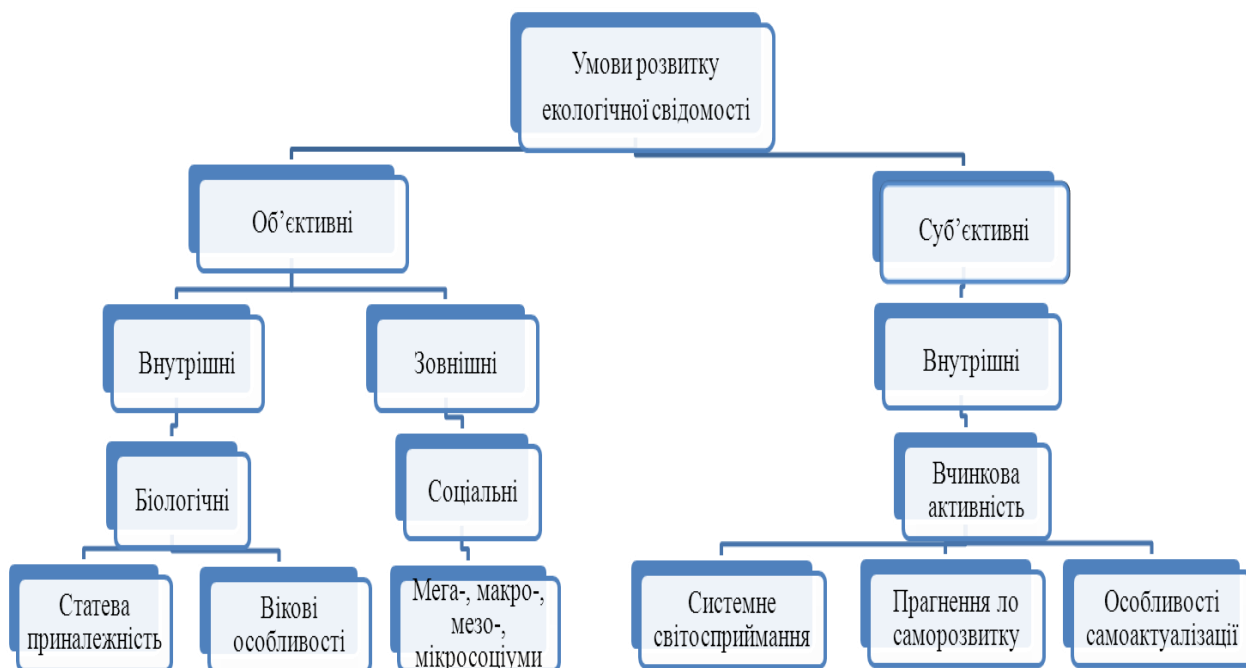 Умови розвитку
екологічної свідомості
Об’єктивні
Суб’єктивні
Внутрішні
Зовнішні
Внутрішні
Біологічні
Соціальні
Вчинкова
активність
Статева
приналежність
Вікові
особливості
Мега-, макро-,
мезо-,
мікросоціуми
Системне
світосприймання
Прагнення ло
саморозвитку
Особливості
самоактуалізації